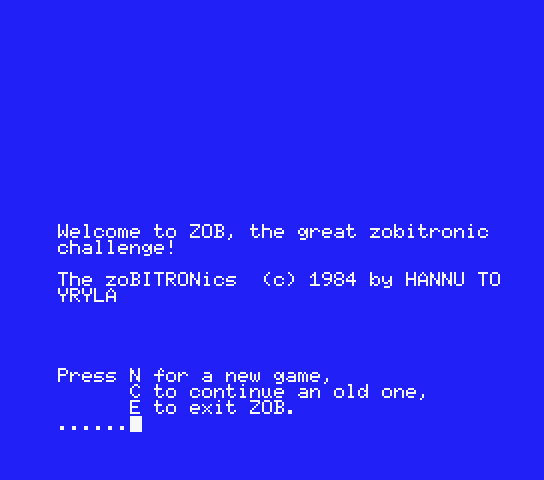 Welcome to ZOB, the great zobitronic
challenge!
The zoBITRONics  (c) 1984 by HANNU TO
YRYLA
Press N for a new game,
C to continue an old one,
E to exit ZOB.
......